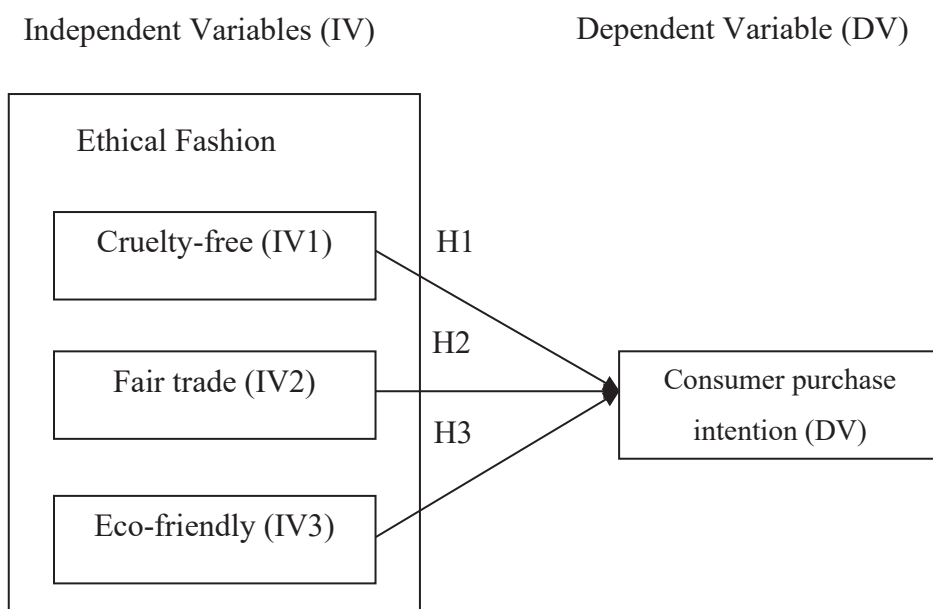 Independent Variables (IV)
Dependent Variable (DV)
Ethical Fashion
Cruelty-free (IV1)
H1
H2
Fair trade (IV2)
Consumer purchase
intention (DV)
H3
Eco-friendly (IV3)